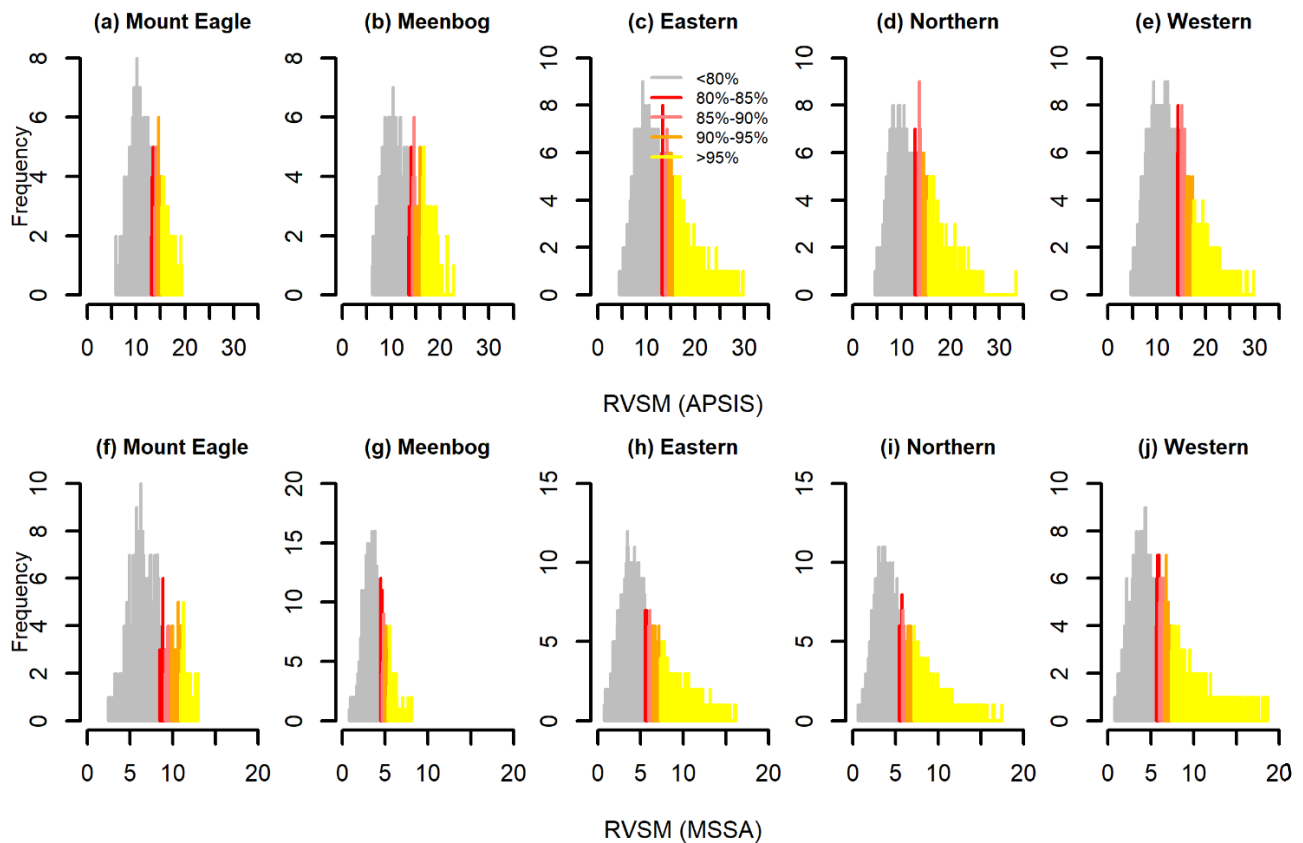 (a) Mount Eagle (b) Meenbog (c) Eastern (d) Northern (e) Western
Frequency
0 2 4 6 8
0 2 4 6 8
0 2 4 6 8 10
0 2 4 6 8 10
0 2 4 6 8 10
<80%
80%-85%
85%-90%
90%-95%
>95%
0 10 20 30 0 10 20 30 0 10 20 30 0 10 20 30 0 10 20 30
RVSM (APSIS)
(f) Mount Eagle (g) Meenbog (h) Eastern (i) Northern (j) Western
Frequency
0 2 4 6 8 10
0 5 10 15 20
0 5 10 15
0 5 10 15
0 2 4 6 8 10
0 5 10 20 0 5 10 20 0 5 10 20 0 5 10 20 0 5 10 20
RVSM (MSSA)